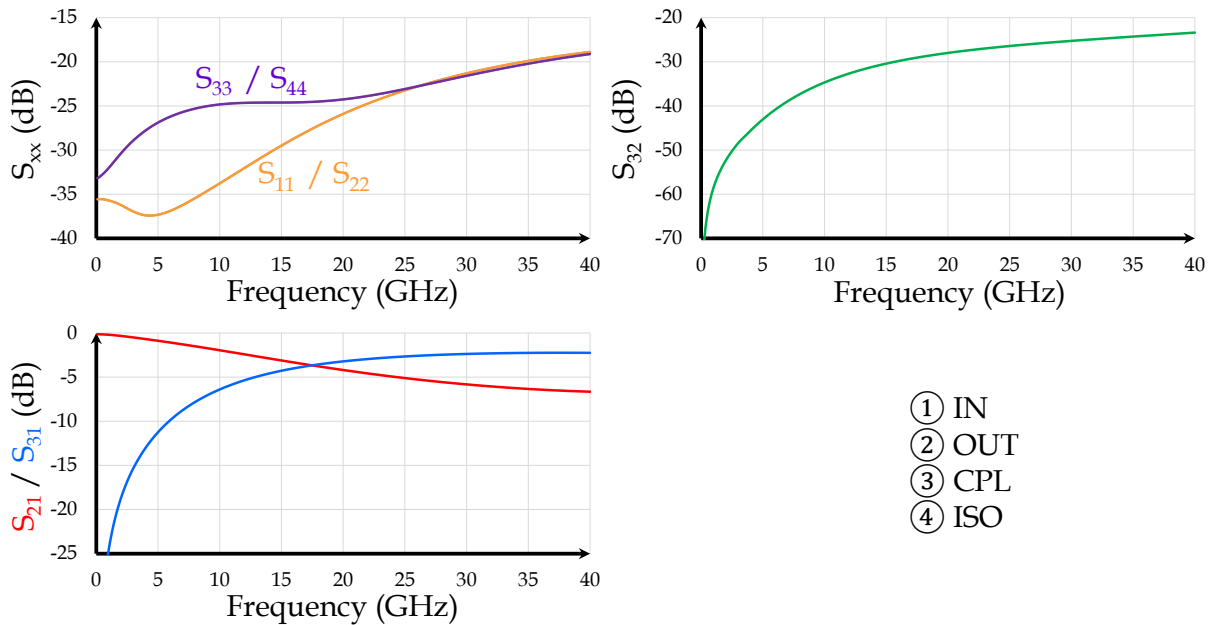 -15
-20
-25
-30
-35
-40
S33 / S44
S11 / S22
Sxx (dB)
0 5 10 15 20 25 30 35 40
Frequency (GHz)
-20
-30
-40
-50
-60
-70
S32 (dB)
0 5 10 15 20 25 30 35 40
Frequency (GHz)
0
-5
-10
-15
-20
-25
S21 / S31 (dB)
0 5 10 15 20 25 30 35 40
Frequency (GHz)
① IN
② OUT
③ CPL
④ ISO